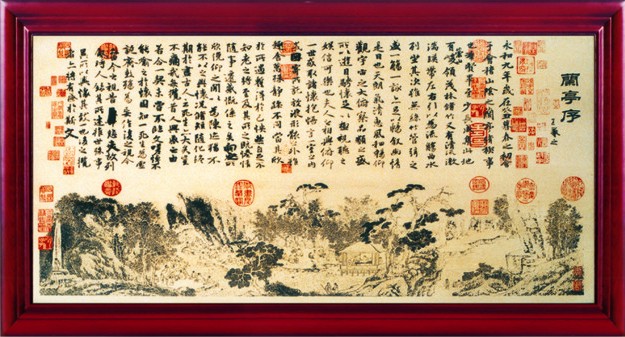 蘭亭序
王羲之
永和九年歲在癸丑暮春之初會
于會稽山陰之蘭亭脩禊事
也群賢畢至少長咸集此地
有崇山峻領茂林脩竹又有清流激
湍暎帶左右引以為流觴曲水
列坐其次雖無絲竹管弦之
盛一觴一詠亦足以暢敘幽情
是日也天朗氣清惠風和暢仰
觀宇宙之大俯察品類之盛
所以遊目騁懷足以極視聽之
娛信可樂也夫人之相與俯仰
一世或取諸懷抱悟言一室之內
或因寄所託放浪形骸之外雖
趣舍萬殊靜躁不同當其欣
於所遇暫得於己快然自足不
知老之將至及其所之既惓情
隨事遷感慨係之矣向之所
欣俛仰之閒以為陳迹猶不
能不以之興懷況脩短隨化終
期於盡古人云死生亦大矣豈
不痛哉每攬昔人興感之由
若合一契未嘗不臨文嗟悼不
能喻之於懷固知一死生為虛
誕齊彭殤為妄作後之視今
亦由今之視昔悲夫故列
敘時人錄其所述雖世殊事
異所以興懷其致一也後之攬
者亦將有感於斯文